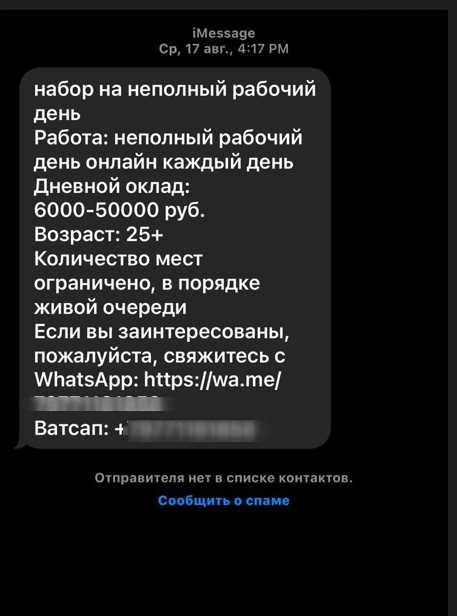 iMessage
Ср, 17 авг., 4:17 PM
набор на неполный рабочий
день
Работа: неполный рабочий
день онлайн каждый день
Дневной оклад:
6000-50000 руб.
Возраст: 25+
Количество мест
ограничено, в порядке
живой очереди
Если вы заинтересованы,
пожалуйста, свяжитесь с
WhatsApp: https://wa.me/
Ватсап: +
Отправителя нет в списке контактов.
Сообщить о спаме